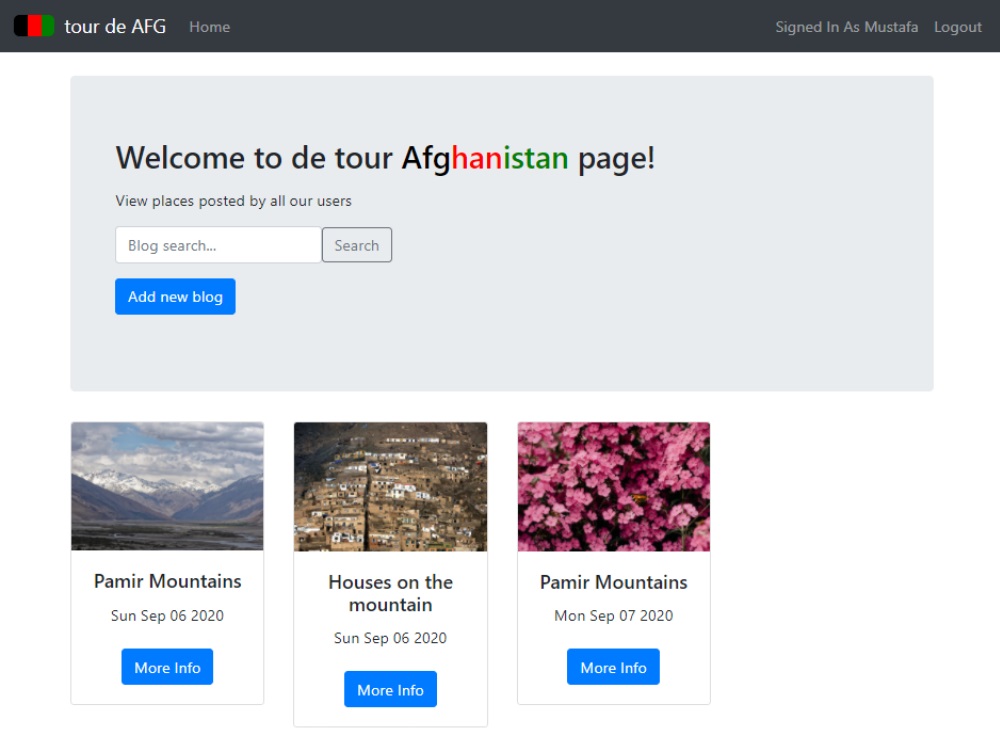 tour de AFG Home Signed In As Mustafa Logout
Welcome to de tour Afghanistan page!
View places posted by all our users
Blog search... Search
Add new blog
Pamir Mountains
Sun Sep 06 2020
More Info
Houses on the
mountain
Sun Sep 06 2020
More Info
Pamir Mountains
Mon Sep 07 2020
More Info